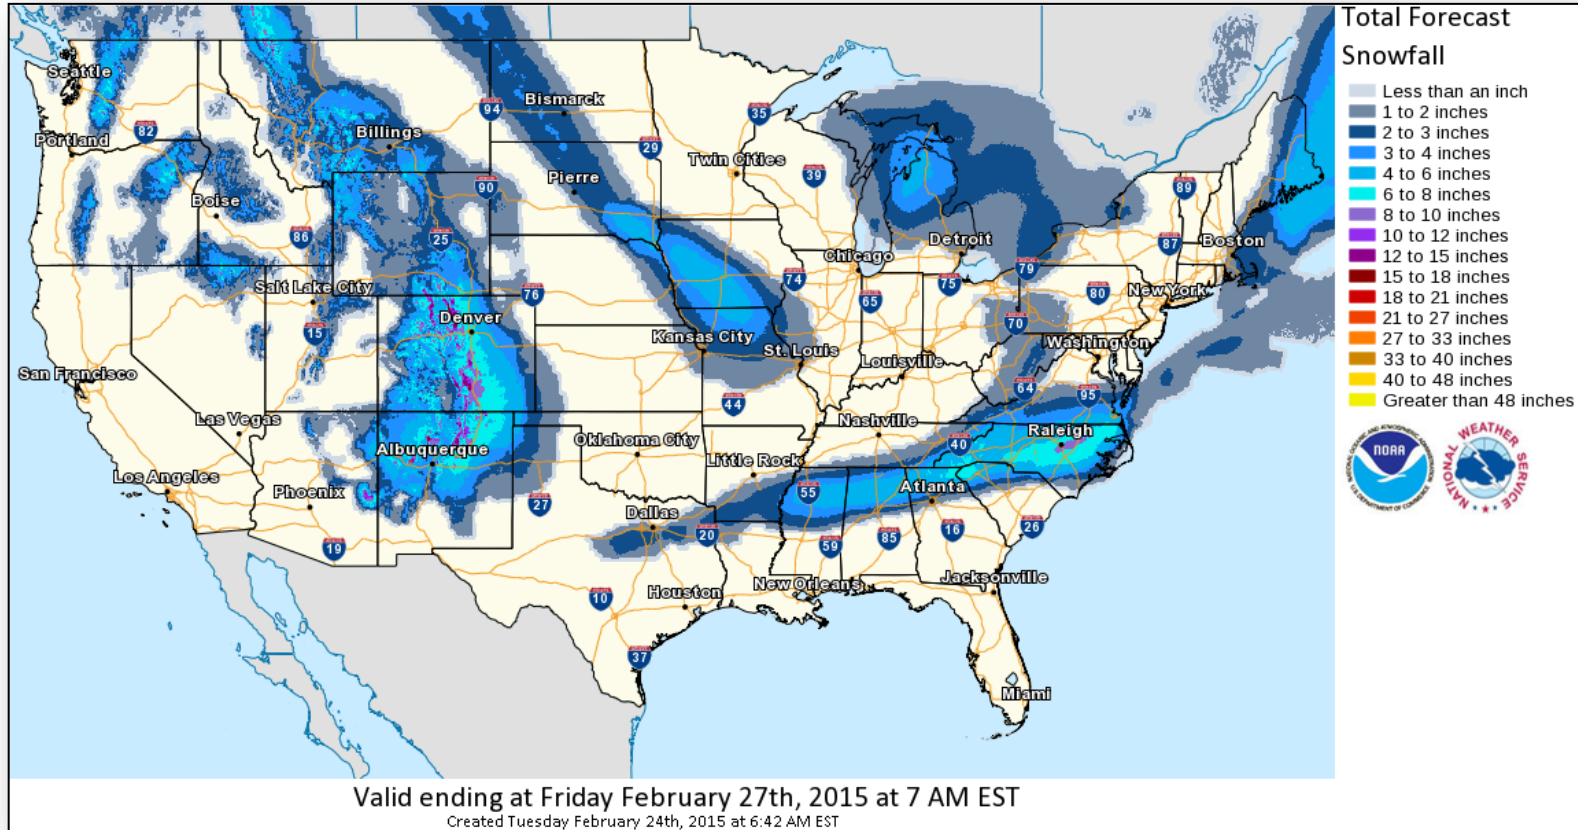 Total Forecast
Snowfall
Less than an inch
1 to 2 inches
2 to 3 inches
3 to 4 inches
4 to 6 inches
6 to 8 inches
8 to 10 inches
10 to 12 inches
12 to 15 inches
15 to 18 inches
18 to 21 inches
21 to 27 inches
27 to 33 inches
33 to 40 inches
40 to 48 inches
Greater than 48 inches
NOAA
NATIONAL WEATHER SERVICE
Seattle
Portland
82
Boise
86
Billings
94
Bismarck
29
Pierre
90
25
35
Twin Cities
39
89
87
Boston
Detroit
Chicago
79
75
74
65
80
New York
70
Salt Lake City
15
Denver
76
Kansas City
St. Louis
Louisville
Washington
64
95
San Francisco
Las Vegas
Los Angeles
Phoenix
19
Albuquerque
44
Oklahoma City
27
Little Rock
Nashville
40
Raleigh
55
Atlanta
Dallas
20
59
85
16
26
10
Houston
New Orleans
Jacksonville
37
Miami
Valid ending at Friday February 27th, 2015 at 7 AM EST
Created Tuesday February 24th, 2015 at 6:42 AM EST